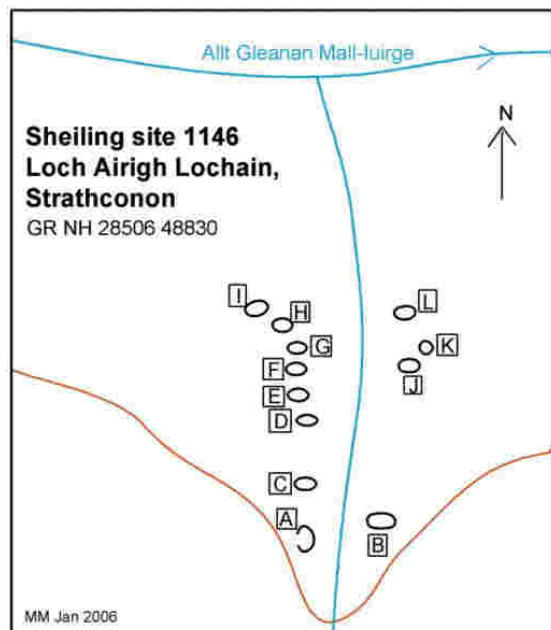 Allt Gleanan Mall-luirge
N
Sheiling site 1146
Loch Airigh Lochain,
Strathconon
GR NH 28506 48830
I
H
L
G
K
F
J
E
D
C
A
B
MM Jan 2006